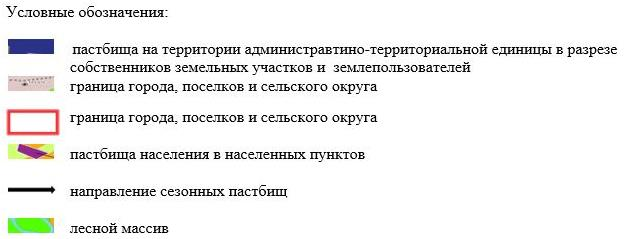 Условные обозначения:
пастбища на территории администравтино-территориальной единицы в разрезе
собственников земельных участков и землепользователей
граница города, поселков и сельского округа
граница города, поселков и сельского округа
пастбища населения в населенных пунктов
направление сезонных пастбищ
лесной массив